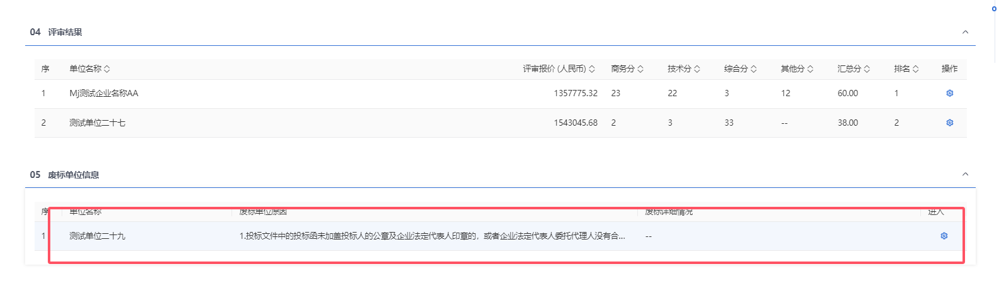 04 评审结果
序 单位名称 评审报价 (人民币) 商务分 技术分 综合分 其他分 汇总分 排名 操作
1 Mj测试企业名称AA 1357775.32 23 22 3 12 60.00 1
2 测试单位二十七 1543045.68 2 3 33 -- 38.00 2
05 废标单位信息
序 单位名称 废标单位原因 废标详细情况 进入
1 测试单位二十九 1.投标文件中的投标函未加盖投标人的公章及企业法定代表人印章的，或者企业法定代表人委托代理人没有合... --